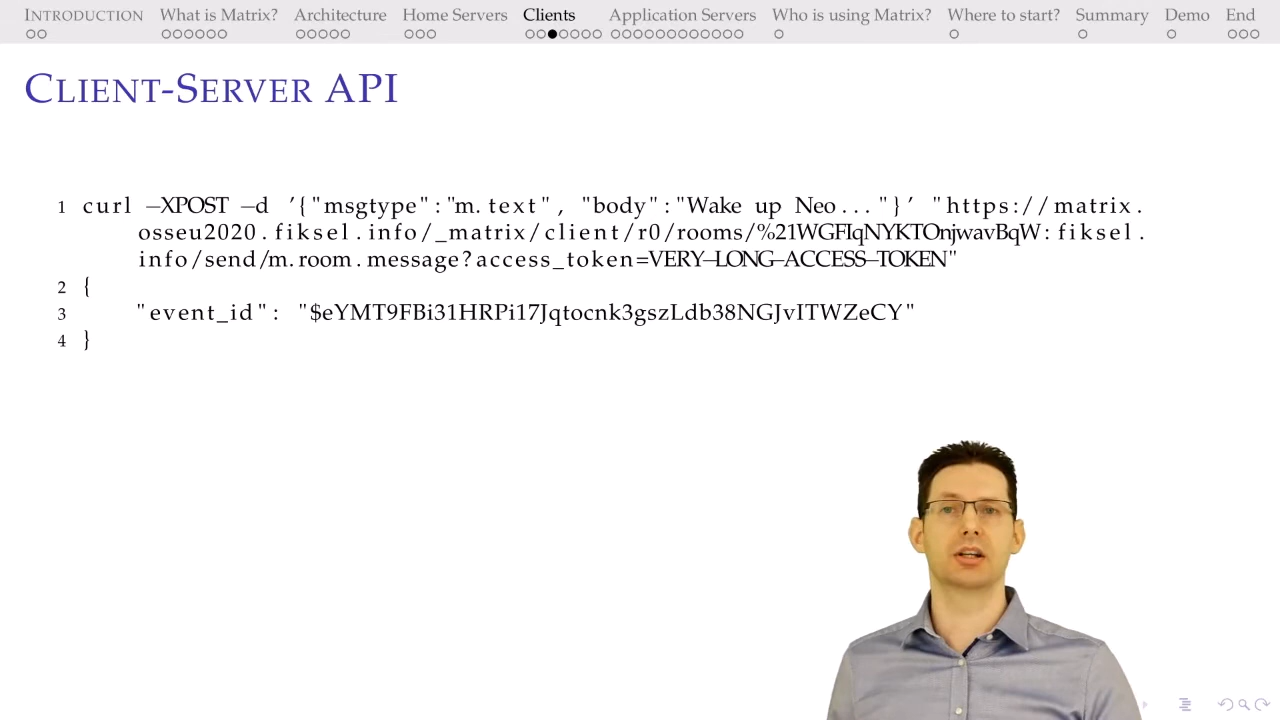 INTRODUCTION What is Matrix? Architecture Home Servers Clients Application Servers Who is using Matrix? Where to start? Summary Demo End
CLIENT-SERVER API
1 curl –XPOST –d '{"msgtype":"m.text", "body":"Wake up Neo..."}' "https://matrix.
osseu2020.fiksel.info/_matrix/client/r0/rooms/%21WGFIqNYKTOnjwavBqW:fiksel.
info/send/m.room.message?access_token=VERY–LONG–ACCESS–TOKEN"
2 {
3 "event_id": "$eYMT9FBi31HRPi17Jqtocnk3gszLdb38NGJvITWZeCY"
4 }